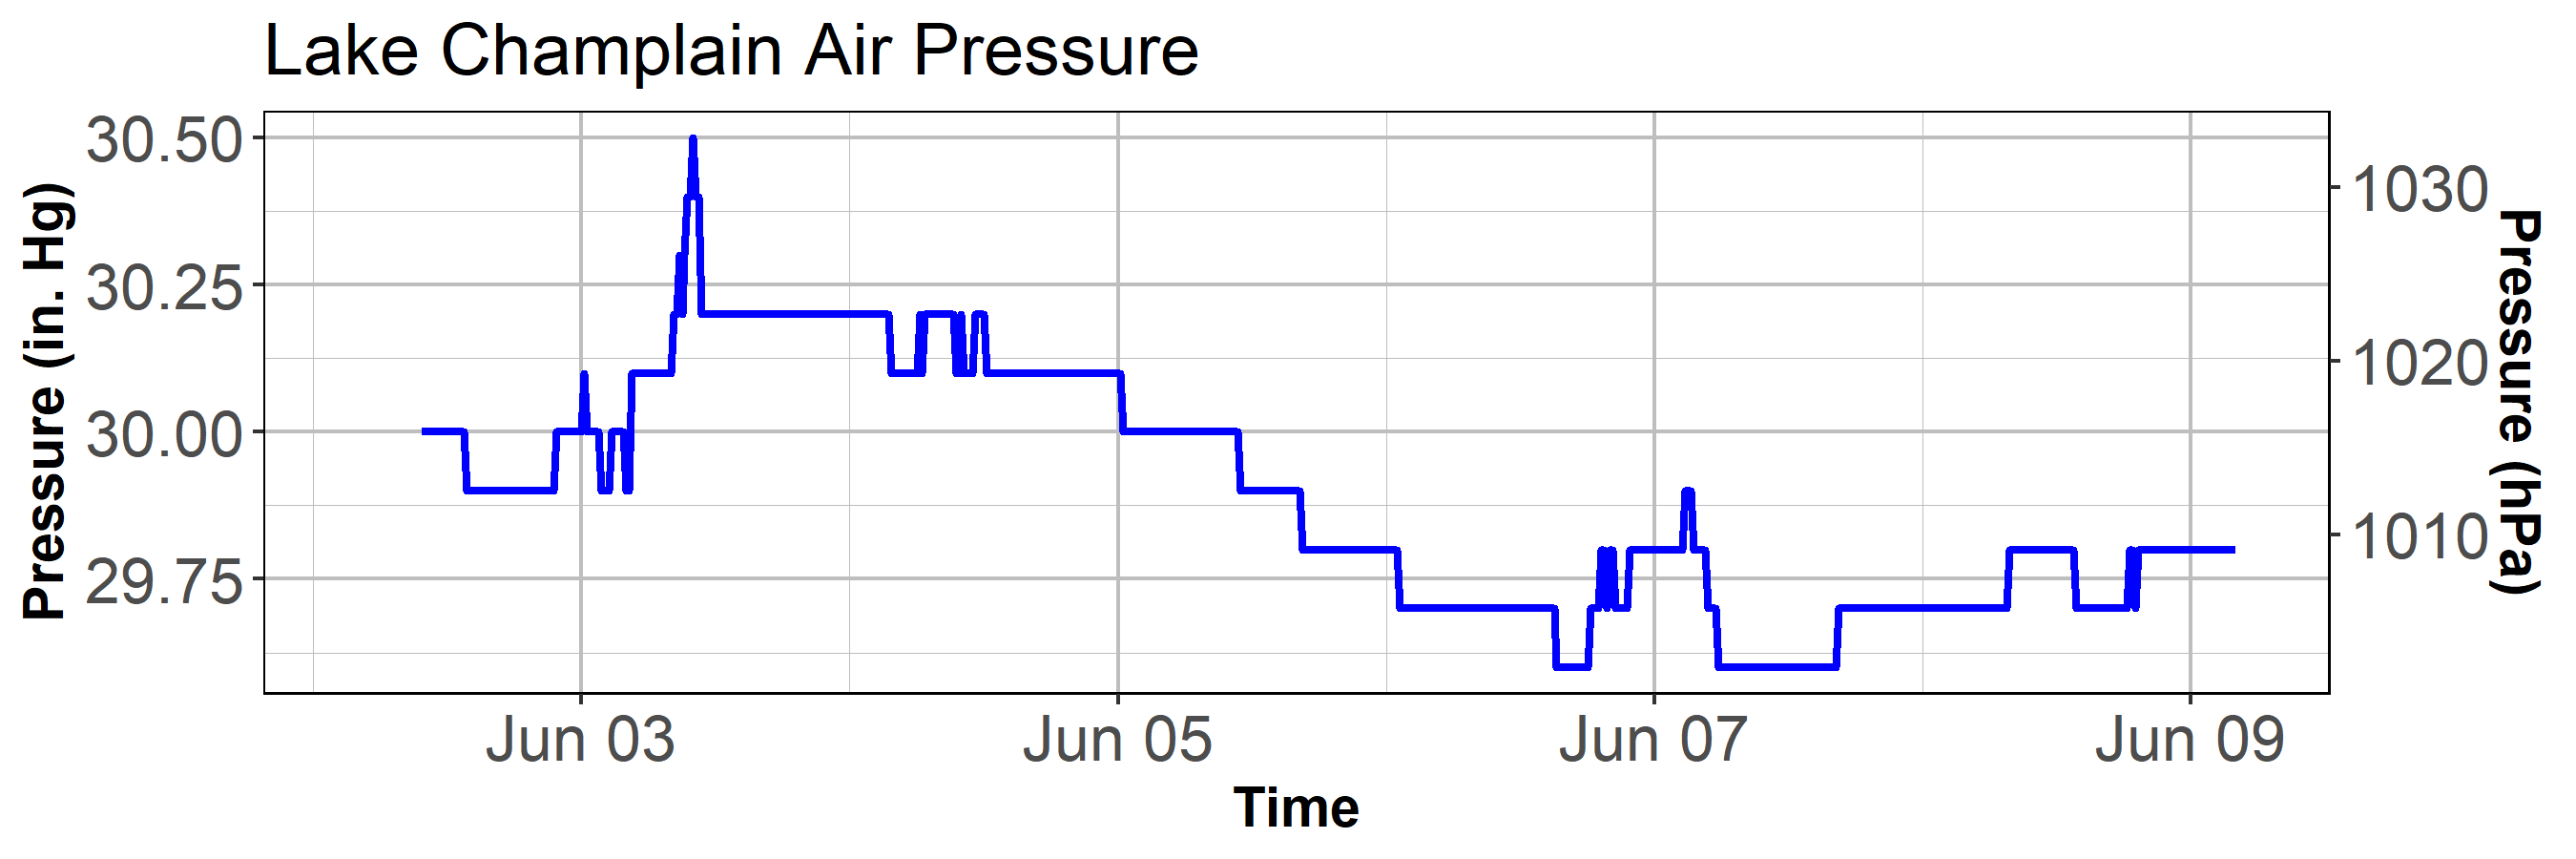 Lake Champlain Air Pressure
Pressure (in. Hg)
30.50
30.25
30.00
29.75
1030
1020
1010
Pressure (hPa)
Jun 03
Jun 05
Jun 07
Jun 09
Time